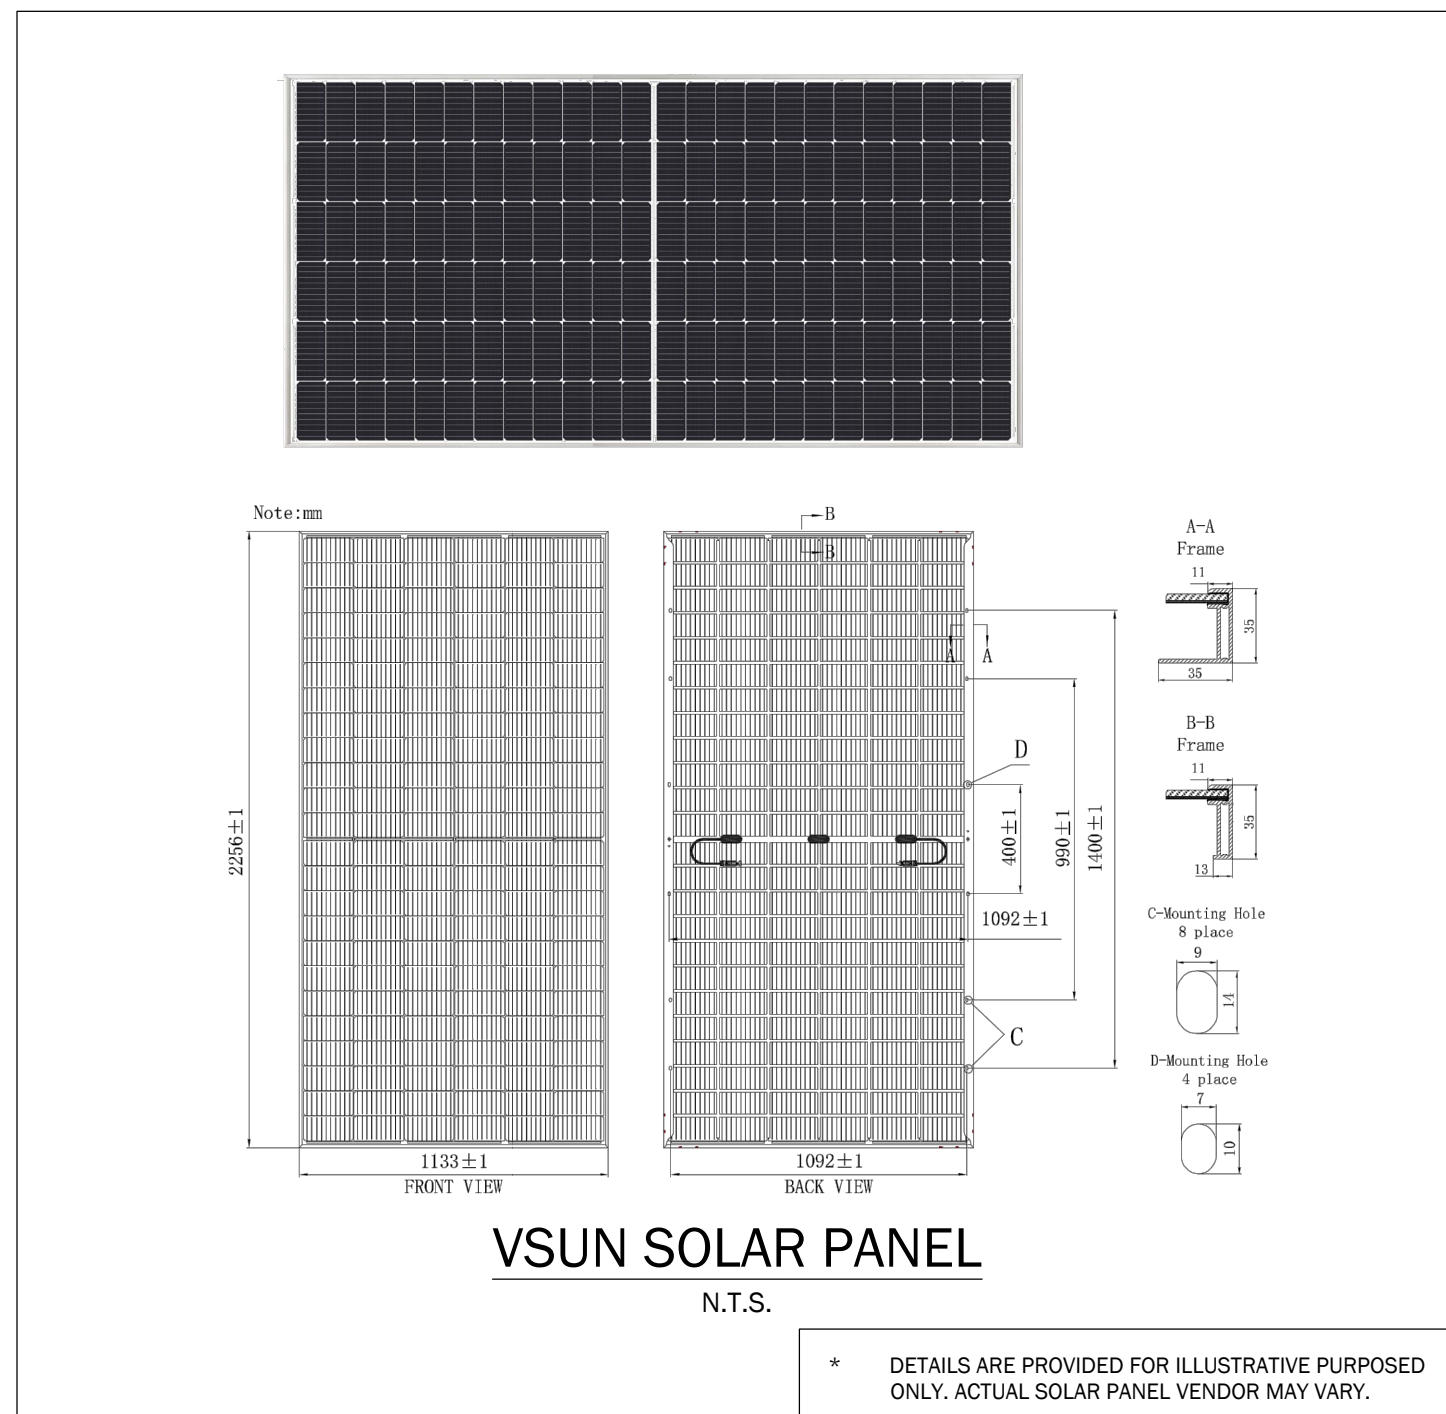 Note:mm
2256±1
1133±1
FRONT VIEW
B
B
A
A
D
400±1
990±1
1400±1
1092±1
C
1092±1
BACK VIEW
A-A
Frame
11
35
35
B-B
Frame
11
35
13
C-Mounting Hole
8 place
9
14
D-Mounting Hole
4 place
7
10
VSUN SOLAR PANEL
N.T.S.
* DETAILS ARE PROVIDED FOR ILLUSTRATIVE PURPOSED
ONLY. ACTUAL SOLAR PANEL VENDOR MAY VARY.